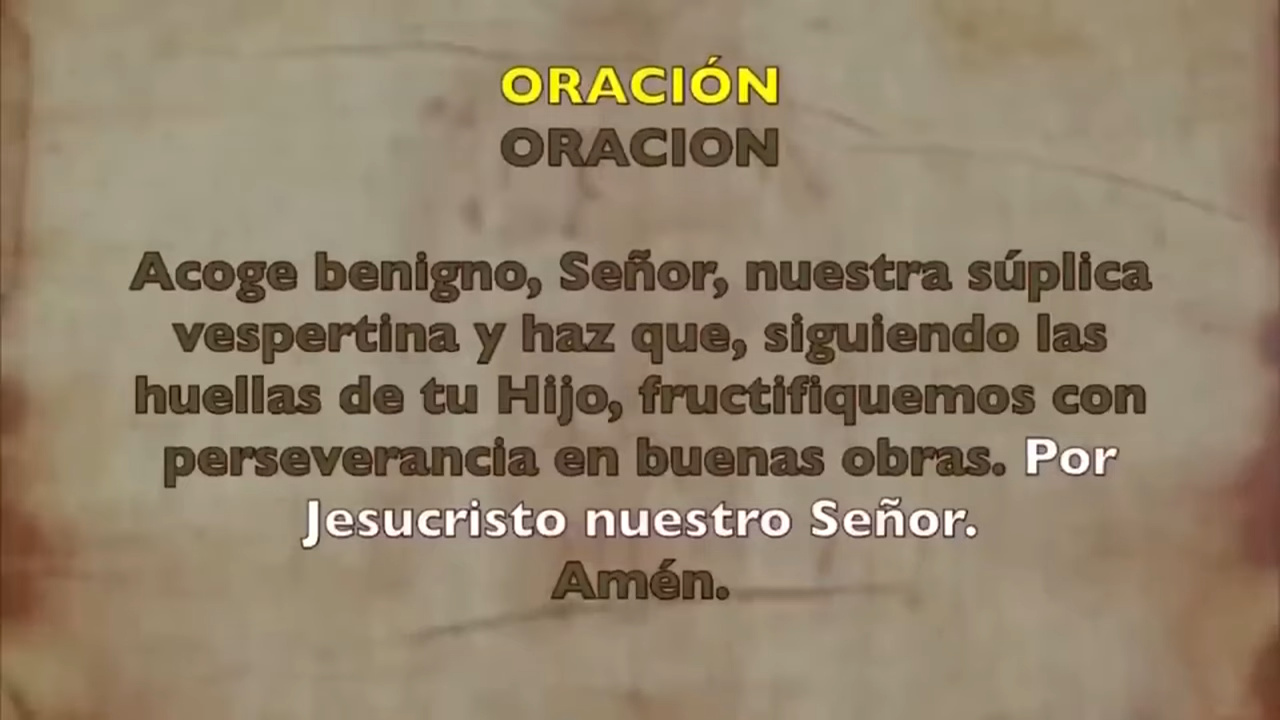 ORACIÓN
ORACION
Acoge benigno, Señor, nuestra súplica
vespertina y haz que, siguiendo las
huellas de tu Hijo, fructifiquemos con
perseverancia en buenas obras. Por
Jesucristo nuestro Señor.
Amén.